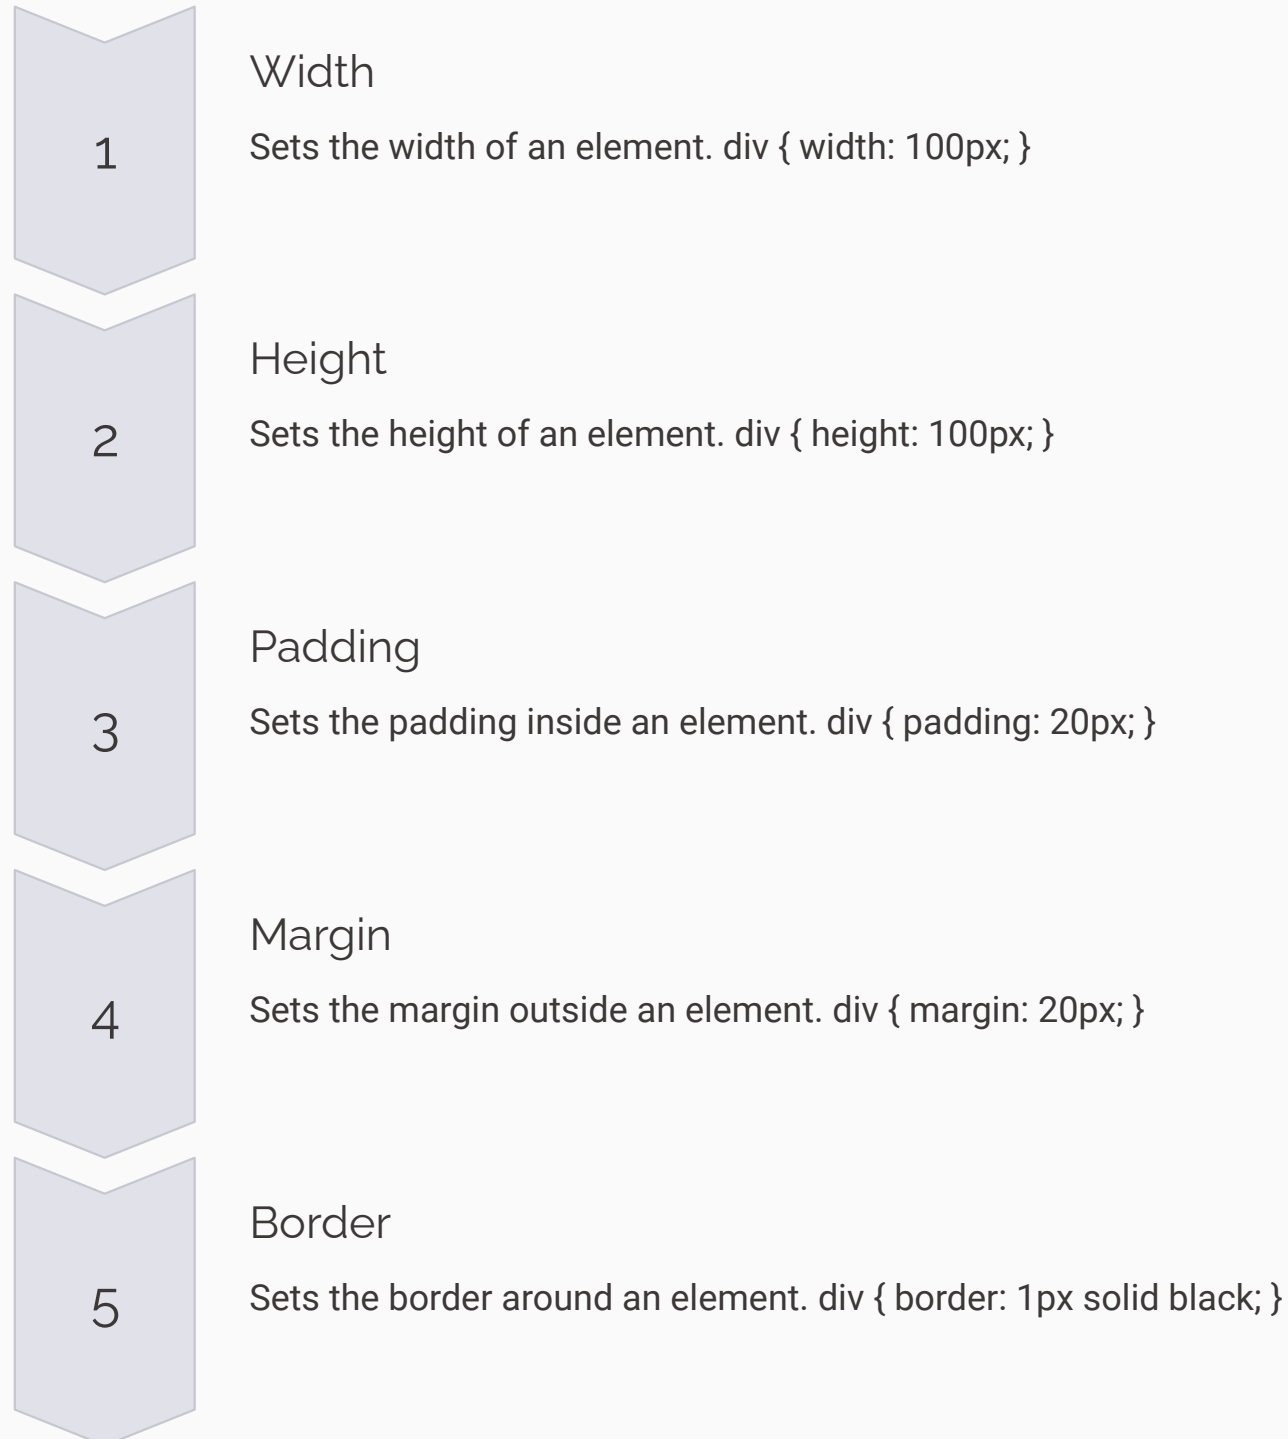 1
Width
Sets the width of an element. div { width: 100px; }
2
Height
Sets the height of an element. div { height: 100px; }
3
Padding
Sets the padding inside an element. div { padding: 20px; }
4
Margin
Sets the margin outside an element. div { margin: 20px; }
5
Border
Sets the border around an element. div { border: 1px solid black; }